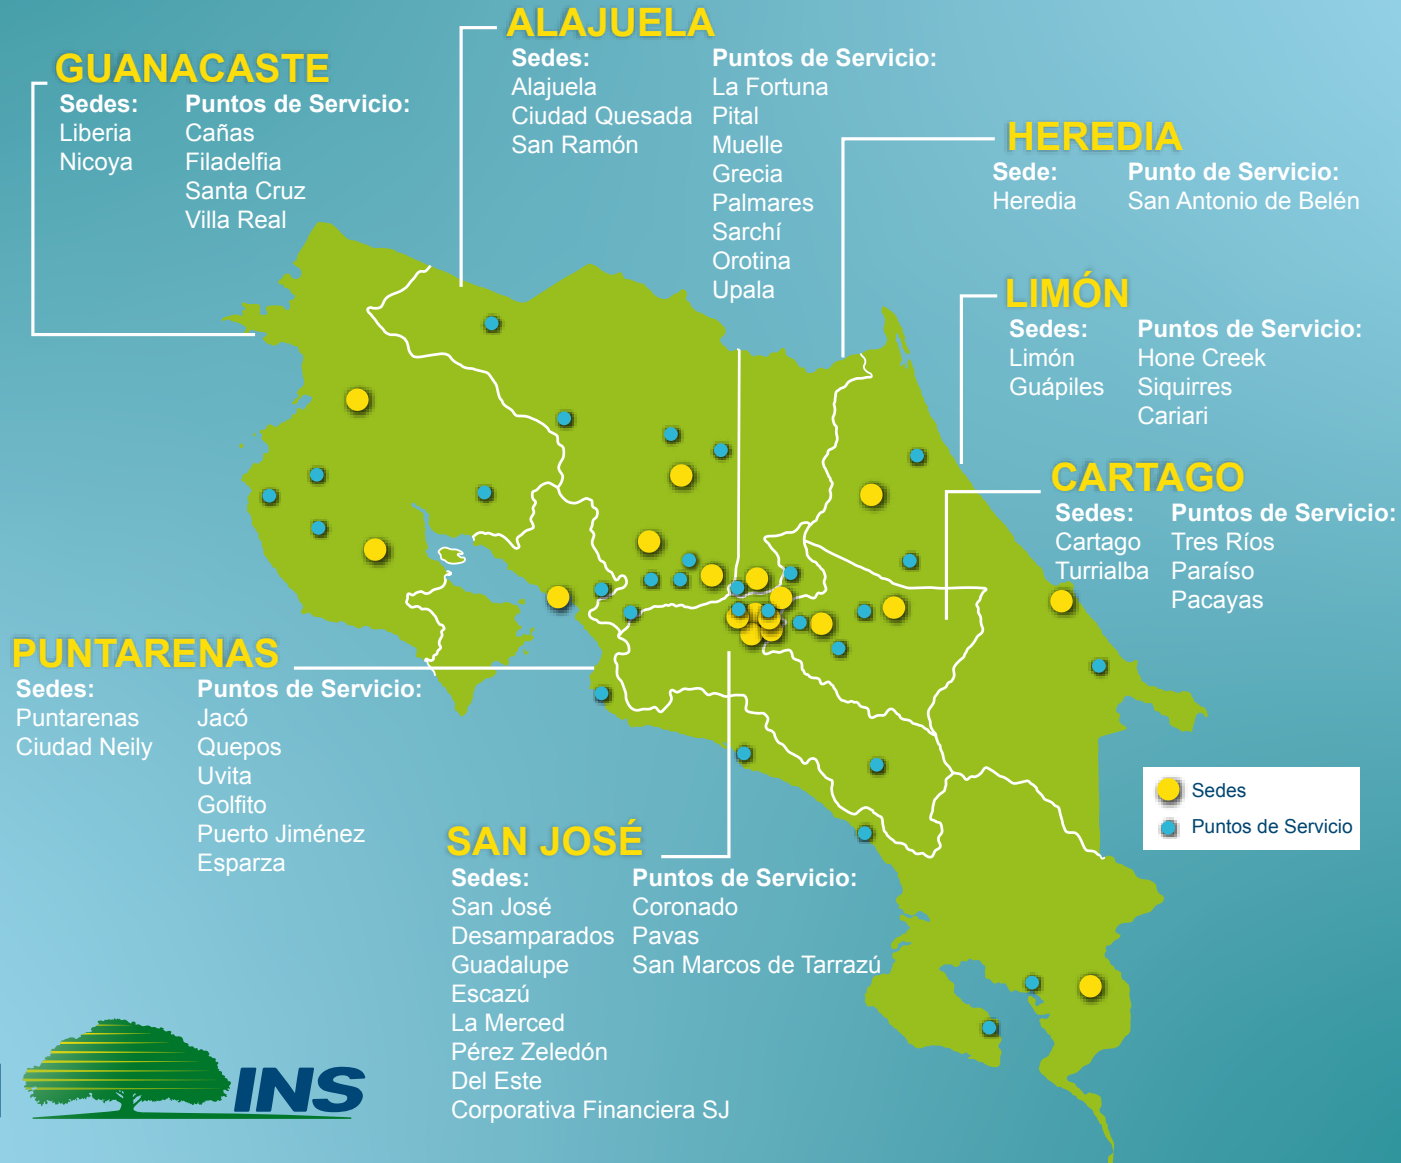 ALAJUELA
Sedes: Puntos de Servicio:
Alajuela La Fortuna
Ciudad Quesada Pital
San Ramón Muelle
Grecia
Palmares
Sarchí
Orotina
Upala
GUANACASTE
Sedes: Puntos de Servicio:
Liberia Cañas
Nicoya Filadelfia
Santa Cruz
Villa Real
HEREDIA
Sede: Punto de Servicio:
Heredia San Antonio de Belén
LIMÓN
Sedes: Puntos de Servicio:
Limón Hone Creek
Guápiles Siquirres
Cariari
CARTAGO
Sedes: Puntos de Servicio:
Cartago Tres Ríos
Turrialba Paraíso
Pacayas
PUNTARENAS
Sedes: Puntos de Servicio:
Puntarenas Jacó
Ciudad Neily Quepos
Uvita
Golfito
Puerto Jiménez
Esparza
SAN JOSÉ
Sedes: Puntos de Servicio:
San José Coronado
Desamparados Pavas
Guadalupe San Marcos de Tarrazú
Escazú
La Merced
Pérez Zeledón
Del Este
Corporativa Financiera SJ
Sedes
Puntos de Servicio
INS